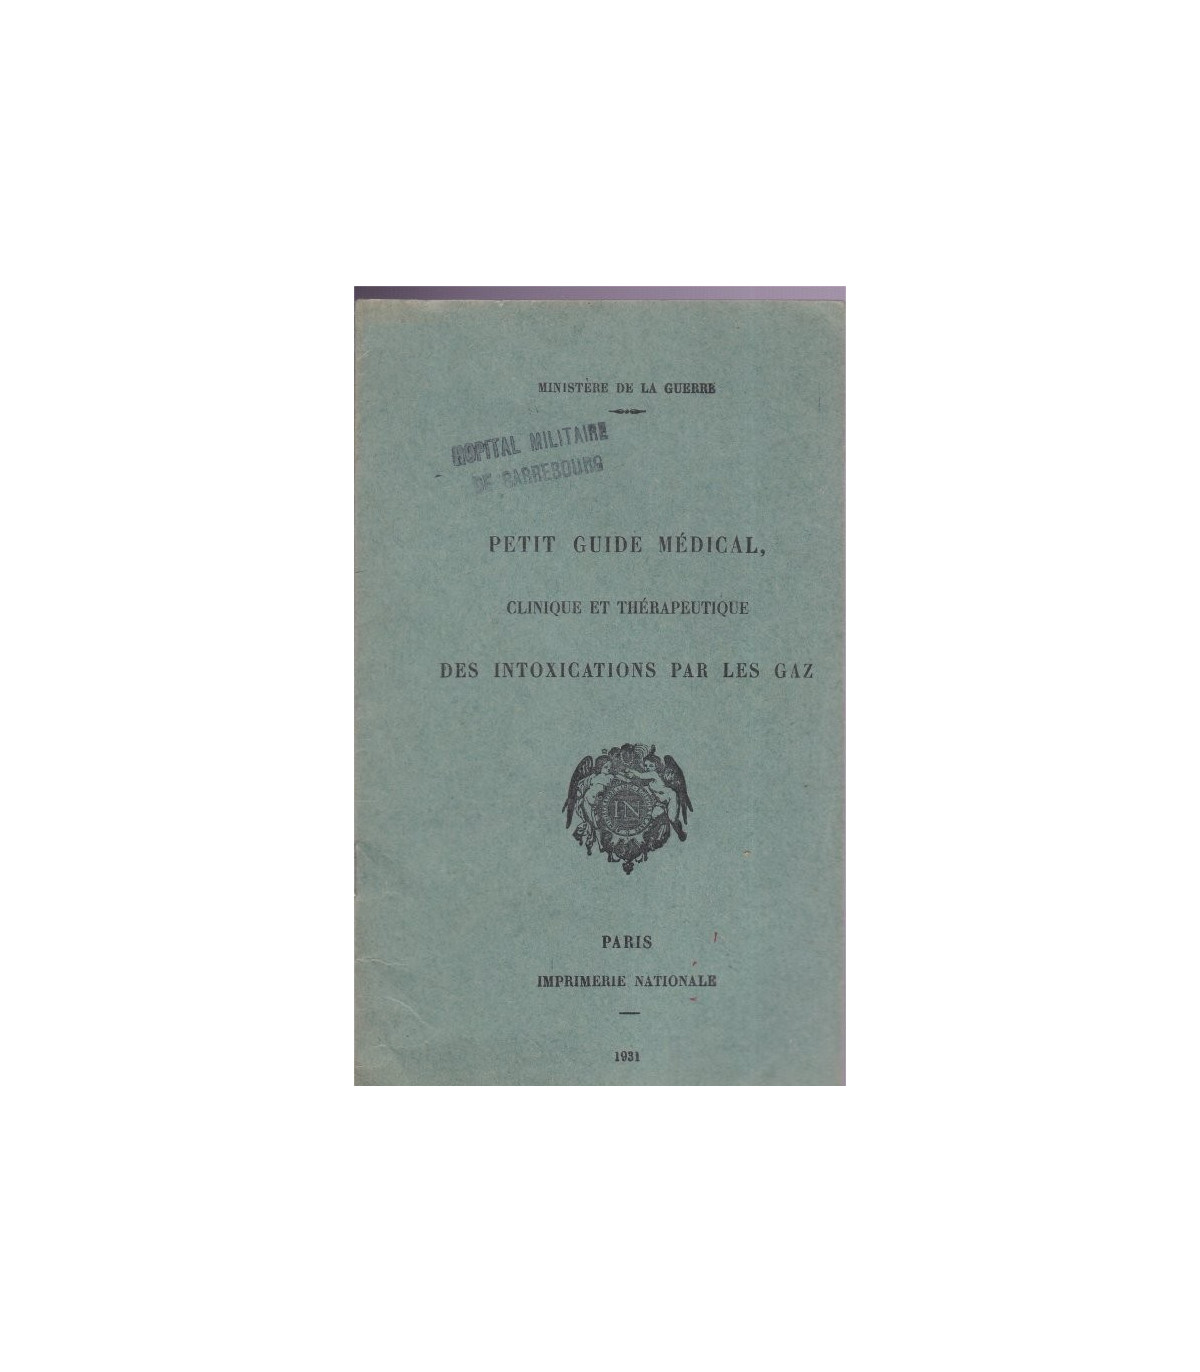 MINISTÈRE DE LA GUERRE
HOPITAL MILITAIRE
DE SARREBOURG
PETIT GUIDE MÉDICAL,
CLINIQUE ET THÉRAPEUTIQUE
DES INTOXICATIONS PAR LES GAZ
IN
PARIS
IMPRIMERIE NATIONALE
1931